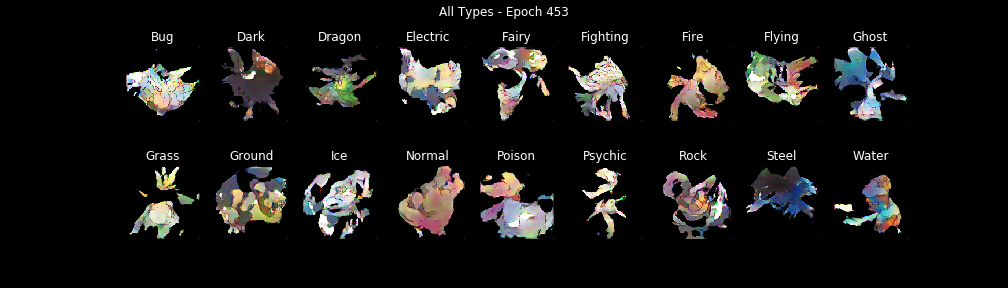 All Types - Epoch 453
Bug Dark Dragon Electric Fairy Fighting Fire Flying Ghost
Grass Ground Ice Normal Poison Psychic Rock Steel Water